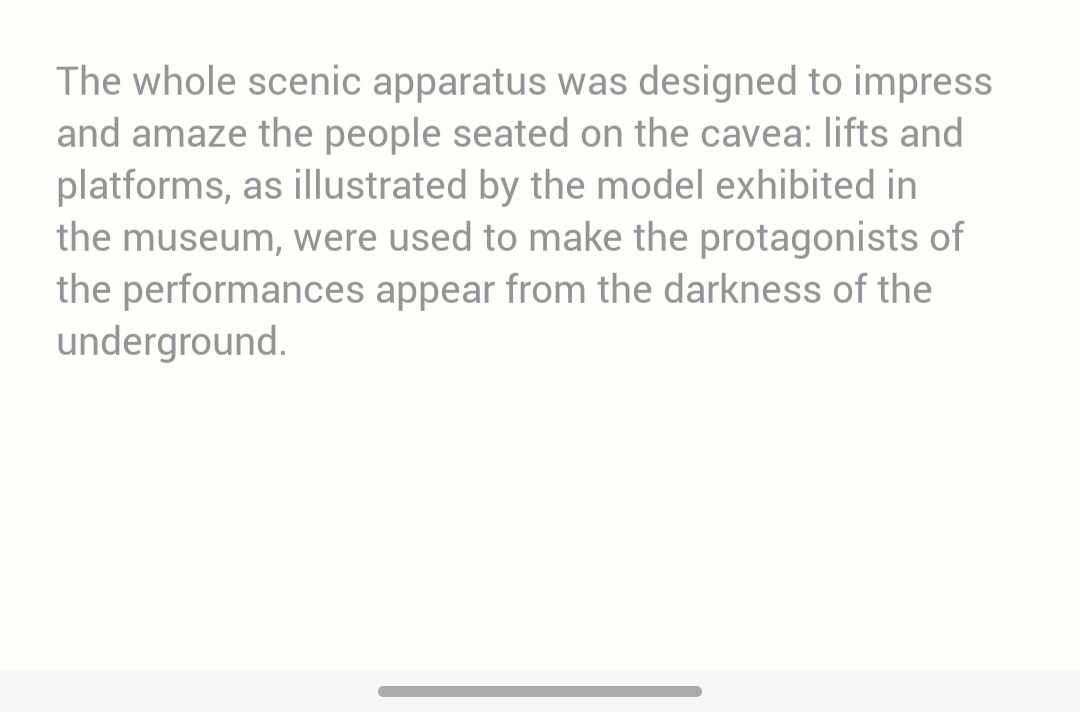 The whole scenic apparatus was designed to impress
and amaze the people seated on the cavea: lifts and
platforms, as illustrated by the model exhibited in
the museum, were used to make the protagonists of
the performances appear from the darkness of the
underground.